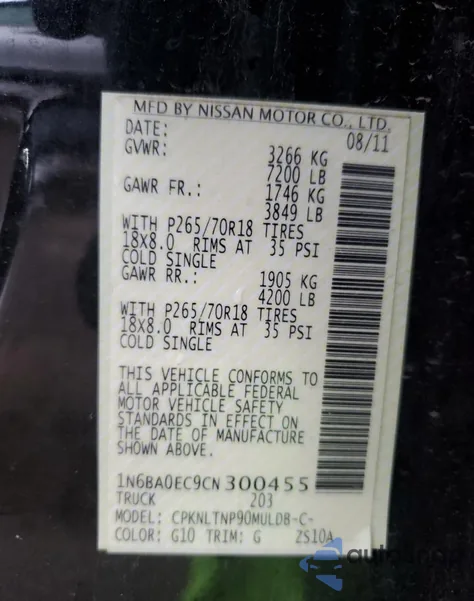 MFD BY NISSAN MOTOR CO., LTD.
DATE: 08/11
GVWR: 3266 KG
7200 LB
GAWR FR.: 1746 KG
3849 LB
WITH P265/70R18 TIRES
18X8.0 RIMS AT 35 PSI
COLD SINGLE
GAWR RR.: 1905 KG
4200 LB
WITH P265/70R18 TIRES
18X8.0 RIMS AT 35 PSI
COLD SINGLE
THIS VEHICLE CONFORMS TO
ALL APPLICABLE FEDERAL
MOTOR VEHICLE SAFETY
STANDARDS IN EFFECT ON
THE DATE OF MANUFACTURE
SHOWN ABOVE.
1N6BA0EC9CN300455
TRUCK 203
MODEL: CPKNLTNP90MULDB-C-
COLOR: G10 TRIM: G ZS10A